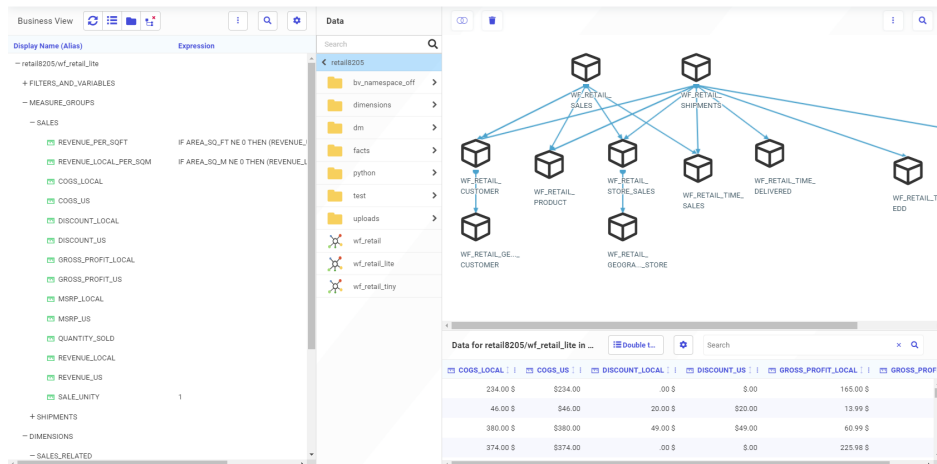 Business View
Display Name (Alias) Expression
— retail8205/wf_retail_lite
+ FILTERS_AND_VARIABLES
— MEASURE_GROUPS
— SALES
REVENUE_PER_SQFT IF AREA_SQ_FT NE 0 THEN (REVENUE_
REVENUE_LOCAL_PER_SQM IF AREA_SQ_M NE 0 THEN (REVENUE_L
COGS_LOCAL
COGS_US
DISCOUNT_LOCAL
DISCOUNT_US
GROSS_PROFIT_LOCAL
GROSS_PROFIT_US
MSRP_LOCAL
MSRP_US
QUANTITY_SOLD
REVENUE_LOCAL
REVENUE_US
SALE_UNITY 1
+ SHIPMENTS
— DIMENSIONS
— SALES_RELATED
Data
Search
retail8205
bv_namespace_off
dimensions
dm
facts
python
test
uploads
wf_retail
wf_retail_lite
wf_retail_tiny
WF_RETAIL_
SALES
WF_RETAIL_
SHIPMENTS
WF_RETAIL_
CUSTOMER
WF_RETAIL_
PRODUCT
WF_RETAIL_
STORE_SALES
WF_RETAIL_TIME_
SALES
WF_RETAIL_TIME_
DELIVERED
WF_RETAIL_T
EDD
WF_RETAIL_GE..._
CUSTOMER
WF_RETAIL_
GEOGRA..._STORE
Data for retail8205/wf_retail_lite in ... Double t... Search
COGS_LOCAL COGS_US DISCOUNT_LOCAL DISCOUNT_US GROSS_PROFIT_LOCAL GROSS_PROF
234.00 $ $234.00 .00 $ $.00 165.00 $
46.00 $ $46.00 20.00 $ $20.00 13.99 $
380.00 $ $380.00 49.00 $ $49.00 60.99 $
374.00 $ $374.00 .00 $ $.00 225.98 $